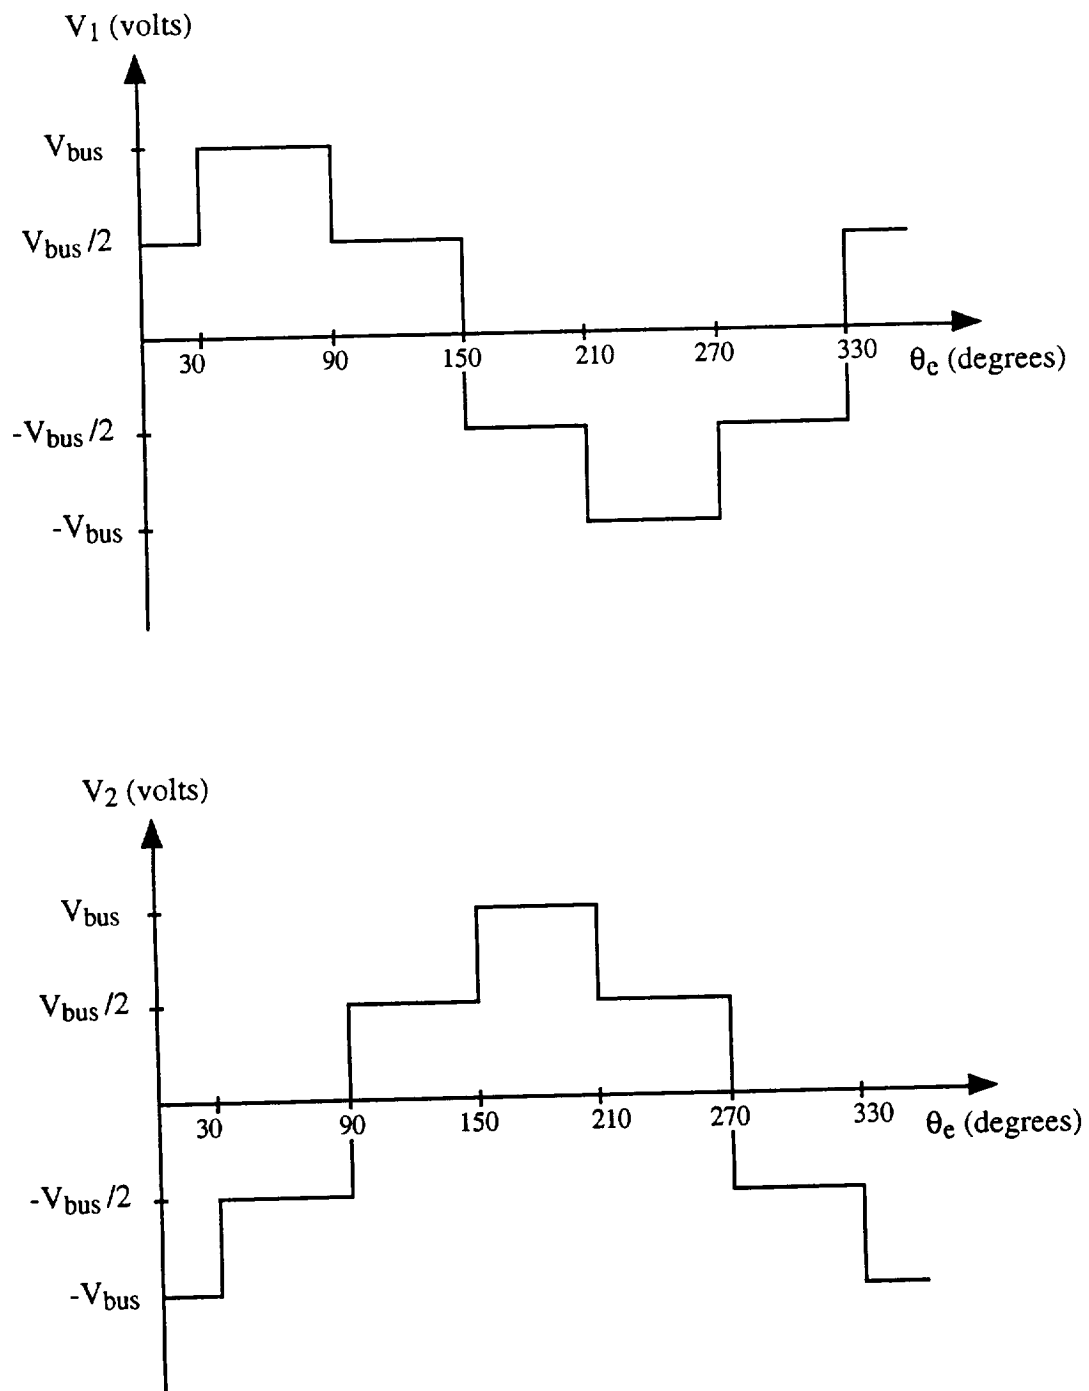 V1 (volts)
Vbus
Vbus/2
30 90 150 210 270 330 θe (degrees)
-Vbus/2
-Vbus
V2 (volts)
Vbus
Vbus/2
30 90 150 210 270 330 θe (degrees)
-Vbus/2
-Vbus